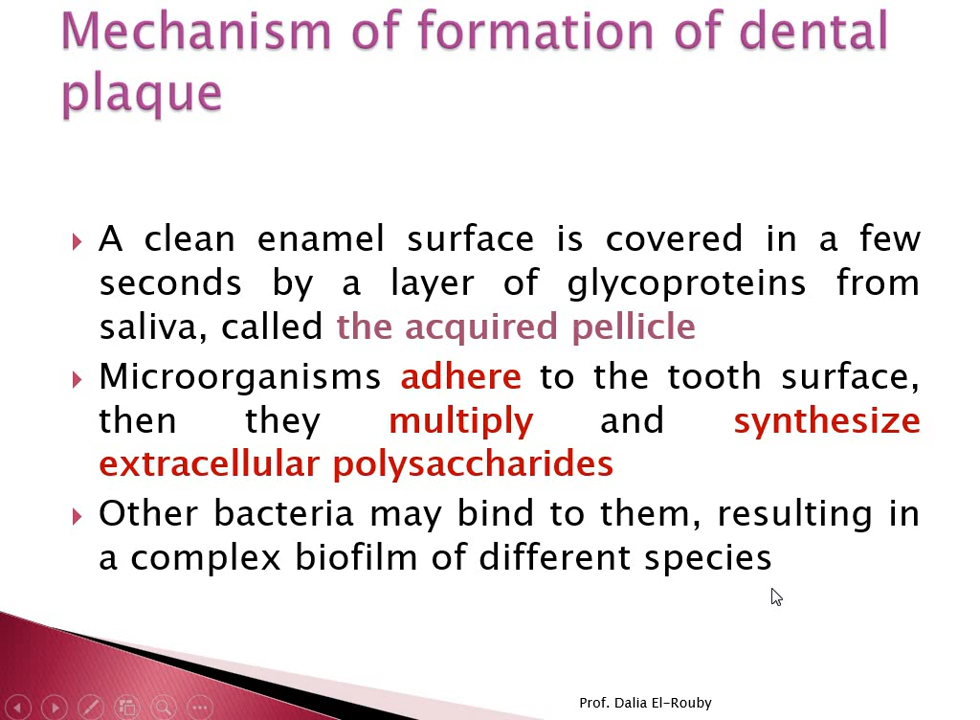 Mechanism of formation of dental
plaque
A clean enamel surface is covered in a few
seconds by a layer of glycoproteins from
saliva, called the acquired pellicle
Microorganisms adhere to the tooth surface,
then they multiply and synthesize
extracellular polysaccharides
Other bacteria may bind to them, resulting in
a complex biofilm of different species
Prof. Dalia El-Rouby